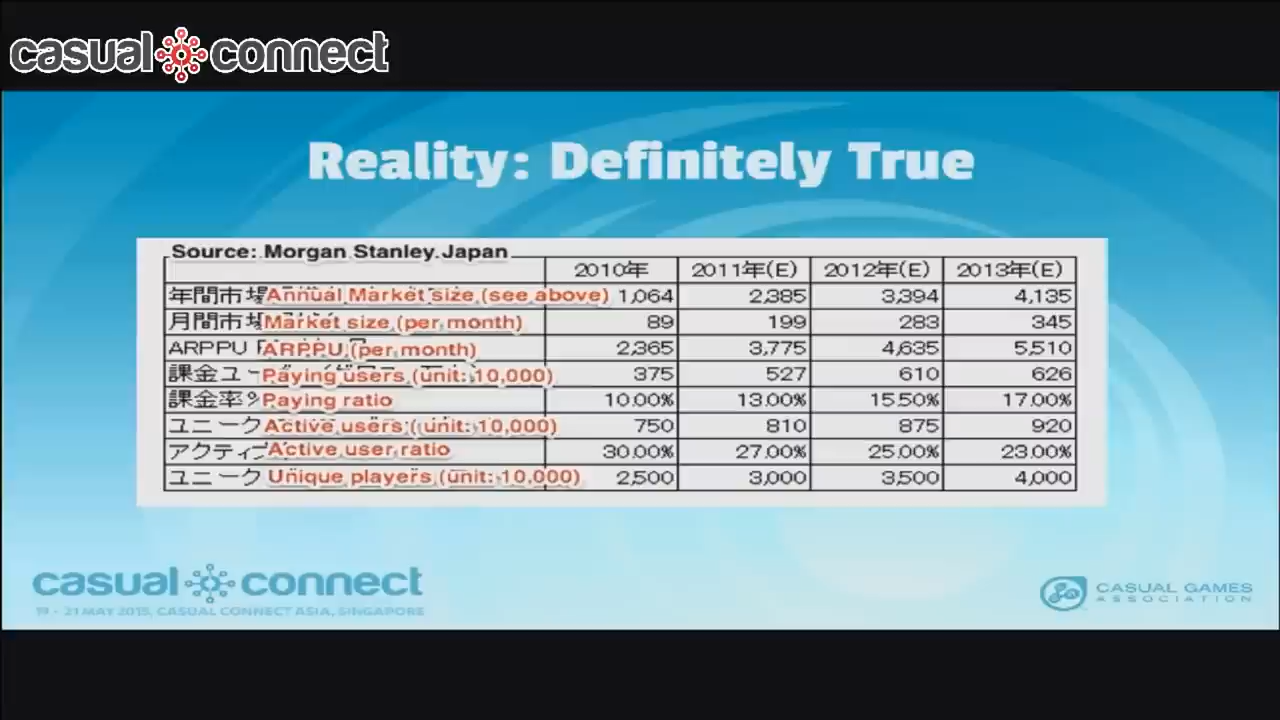 casual connect
Reality: Definitely True
Source: Morgan Stanley Japan
2010年 2011年(E) 2012年(E) 2013年(E)
年間市場 Annual Market size (see above) 1,064 2,385 3,394 4,135
月間市場 Market size (per month) 89 199 283 345
ARPPU ARPPU (per month) 2,365 3,775 4,635 5,510
課金ユー Paying users (unit: 10,000) 375 527 610 626
課金率% Paying ratio 10.00% 13.00% 15.50% 17.00%
ユニーク Active users (unit: 10,000) 750 810 875 920
アクティブ Active user ratio 30.00% 27.00% 25.00% 23.00%
ユニーク Unique players (unit: 10,000) 2,500 3,000 3,500 4,000
casual connect
19 - 21 MAY 2015, CASUAL CONNECT ASIA, SINGAPORE
CASUAL GAMES
ASSOCIATION